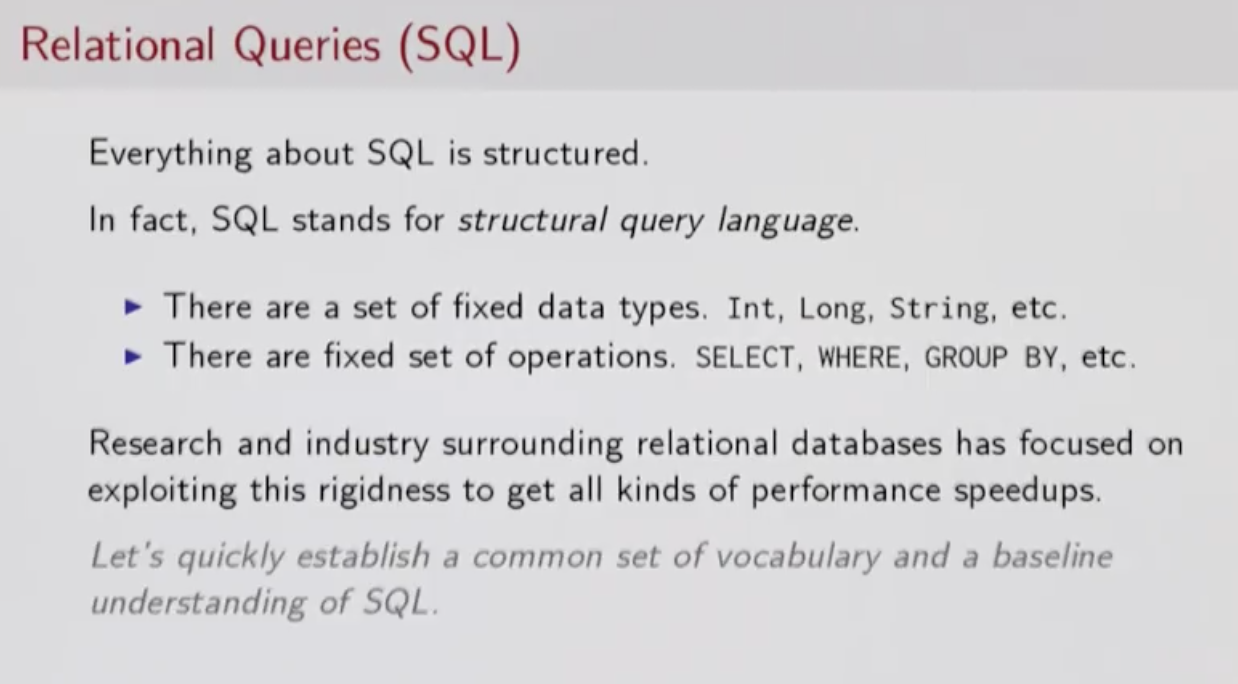 Relational Queries (SQL)
Everything about SQL is structured.
In fact, SQL stands for structural query language.
► There are a set of fixed data types. Int, Long, String, etc.
► There are fixed set of operations. SELECT, WHERE, GROUP BY, etc.
Research and industry surrounding relational databases has focused on
exploiting this rigidness to get all kinds of performance speedups.
Let's quickly establish a common set of vocabulary and a baseline
understanding of SQL.